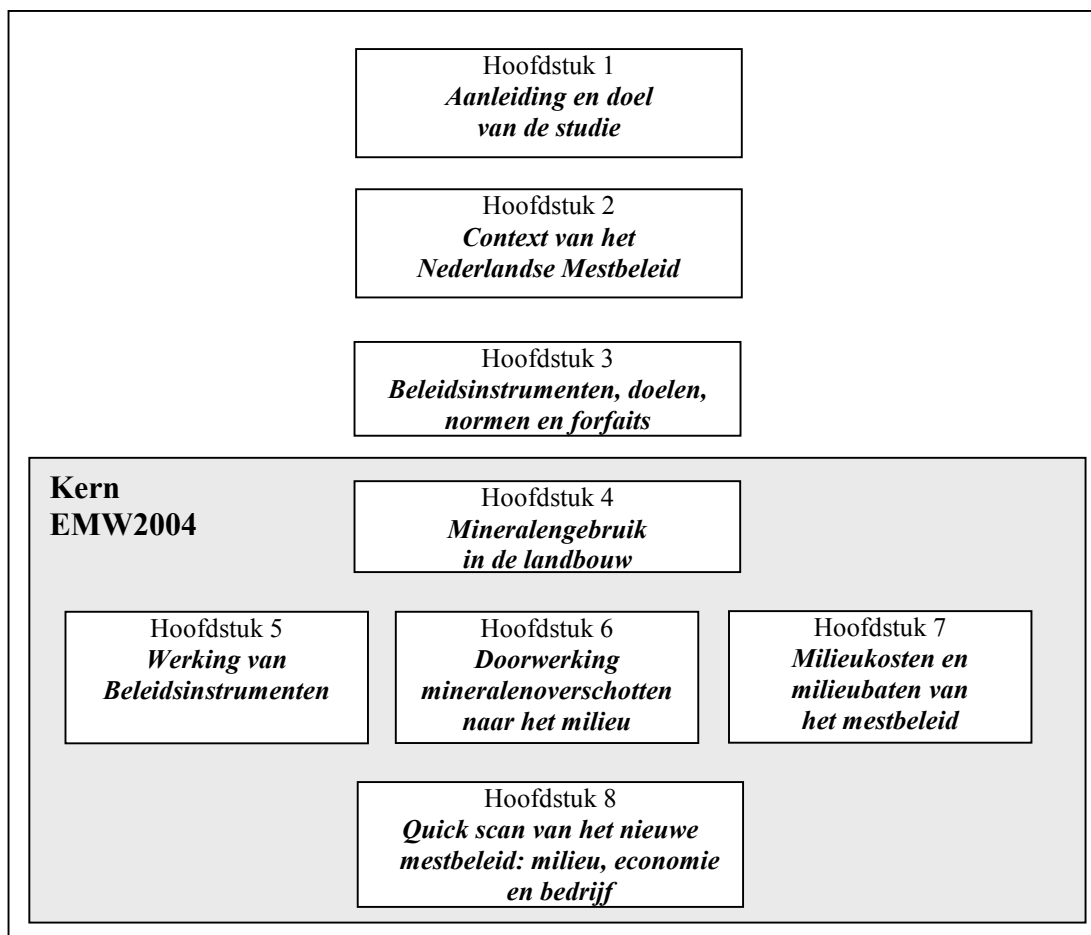 Hoofdstuk 1
Aanleiding en doel
van de studie
Hoofdstuk 2
Context van het
Nederlandse Mestbeleid
Hoofdstuk 3
Beleidsinstrumenten, doelen,
normen en forfaits
Kern
EMW2004
Hoofdstuk 4
Mineralengebruik
in de landbouw
Hoofdstuk 5
Werking van
Beleidsinstrumenten
Hoofdstuk 6
Doorwerking
mineralenoverschotten
naar het milieu
Hoofdstuk 7
Milieukosten en
milieubaten van
het mestbeleid
Hoofdstuk 8
Quick scan van het nieuwe
mestbeleid: milieu, economie
en bedrijf